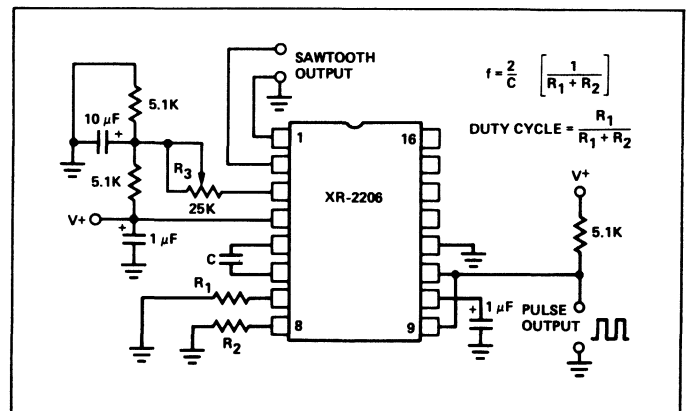 SAWTOOTH
OUTPUT
f = 2/C [ 1 / (R₁ + R₂) ]
DUTY CYCLE = R₁ / (R₁ + R₂)
5.1K
10 μF
+
R₃
5.1K
25K
V+
+
1 μF
C
R₁
R₂
1
16
XR-2206
8
9
V+
5.1K
+
1 μF
PULSE
OUTPUT